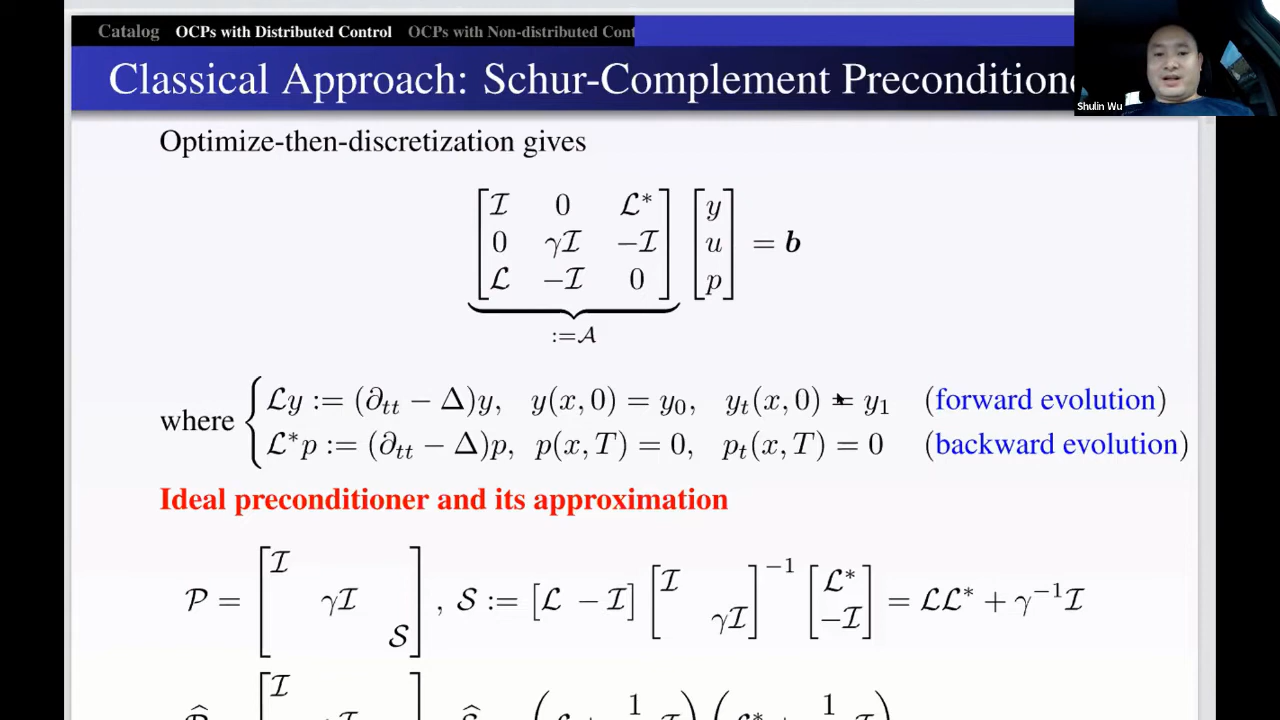 Catalog OCPs with Distributed Control OCPs with Non-distributed Cont
Classical Approach: Schur-Complement Preconditione
Shulin Wu
Optimize-then-discretization gives
[ℐ 0 ℒ*] [y]
[0 γℐ −ℐ] [u] = b
[ℒ −ℐ 0] [p]
:=𝒜
where { ℒy := (∂tt − Δ)y, y(x, 0) = y₀, yt(x, 0) = y₁ (forward evolution)
ℒ*p := (∂tt − Δ)p, p(x, T) = 0, pt(x, T) = 0 (backward evolution)
Ideal preconditioner and its approximation
𝒫 = [ℐ γℐ 𝒮], 𝒮 := [ℒ −ℐ] [ℐ γℐ]⁻¹ [ℒ* −ℐ] = ℒℒ* + γ⁻¹ℐ